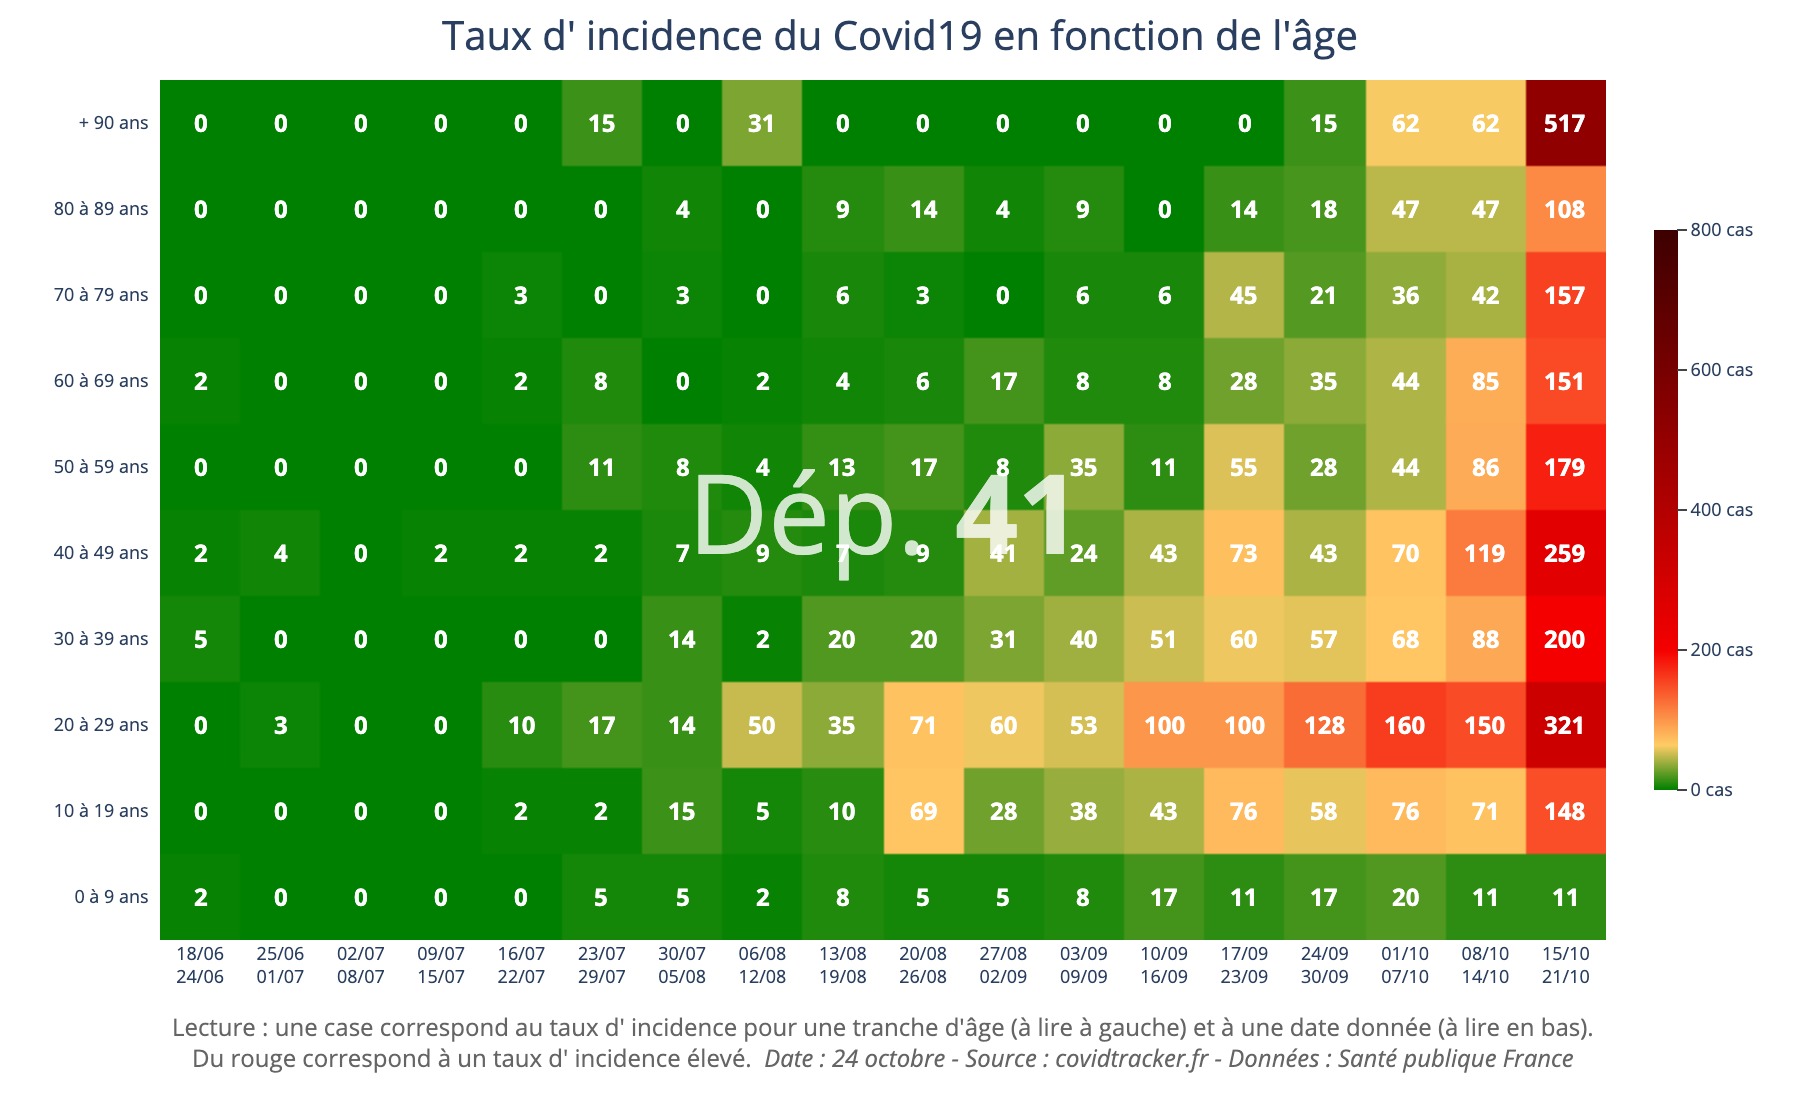 Taux d' incidence du Covid19 en fonction de l'âge
+ 90 ans 0 0 0 0 0 15 0 31 0 0 0 0 0 0 15 62 62 517
80 à 89 ans 0 0 0 0 0 0 4 0 9 14 4 9 0 14 18 47 47 108
800 cas
70 à 79 ans 0 0 0 0 3 0 3 0 6 3 0 6 6 45 21 36 42 157
60 à 69 ans 2 0 0 0 2 8 0 2 4 6 17 8 8 28 35 44 85 151
600 cas
50 à 59 ans 0 0 0 0 0 11 8 4 13 17 8 35 11 55 28 44 86 179
Dép. 41
400 cas
40 à 49 ans 2 4 0 2 2 2 7 9 7 9 41 24 43 73 43 70 119 259
30 à 39 ans 5 0 0 0 0 0 14 2 20 20 31 40 51 60 57 68 88 200
200 cas
20 à 29 ans 0 3 0 0 10 17 14 50 35 71 60 53 100 100 128 160 150 321
0 cas
10 à 19 ans 0 0 0 0 2 2 15 5 10 69 28 38 43 76 58 76 71 148
0 à 9 ans 2 0 0 0 0 5 5 2 8 5 5 8 17 11 17 20 11 11
18/06 25/06 02/07 09/07 16/07 23/07 30/07 06/08 13/08 20/08 27/08 03/09 10/09 17/09 24/09 01/10 08/10 15/10
24/06 01/07 08/07 15/07 22/07 29/07 05/08 12/08 19/08 26/08 02/09 09/09 16/09 23/09 30/09 07/10 14/10 21/10
Lecture : une case correspond au taux d' incidence pour une tranche d'âge (à lire à gauche) et à une date donnée (à lire en bas).
Du rouge correspond à un taux d' incidence élevé. Date : 24 octobre - Source : covidtracker.fr - Données : Santé publique France